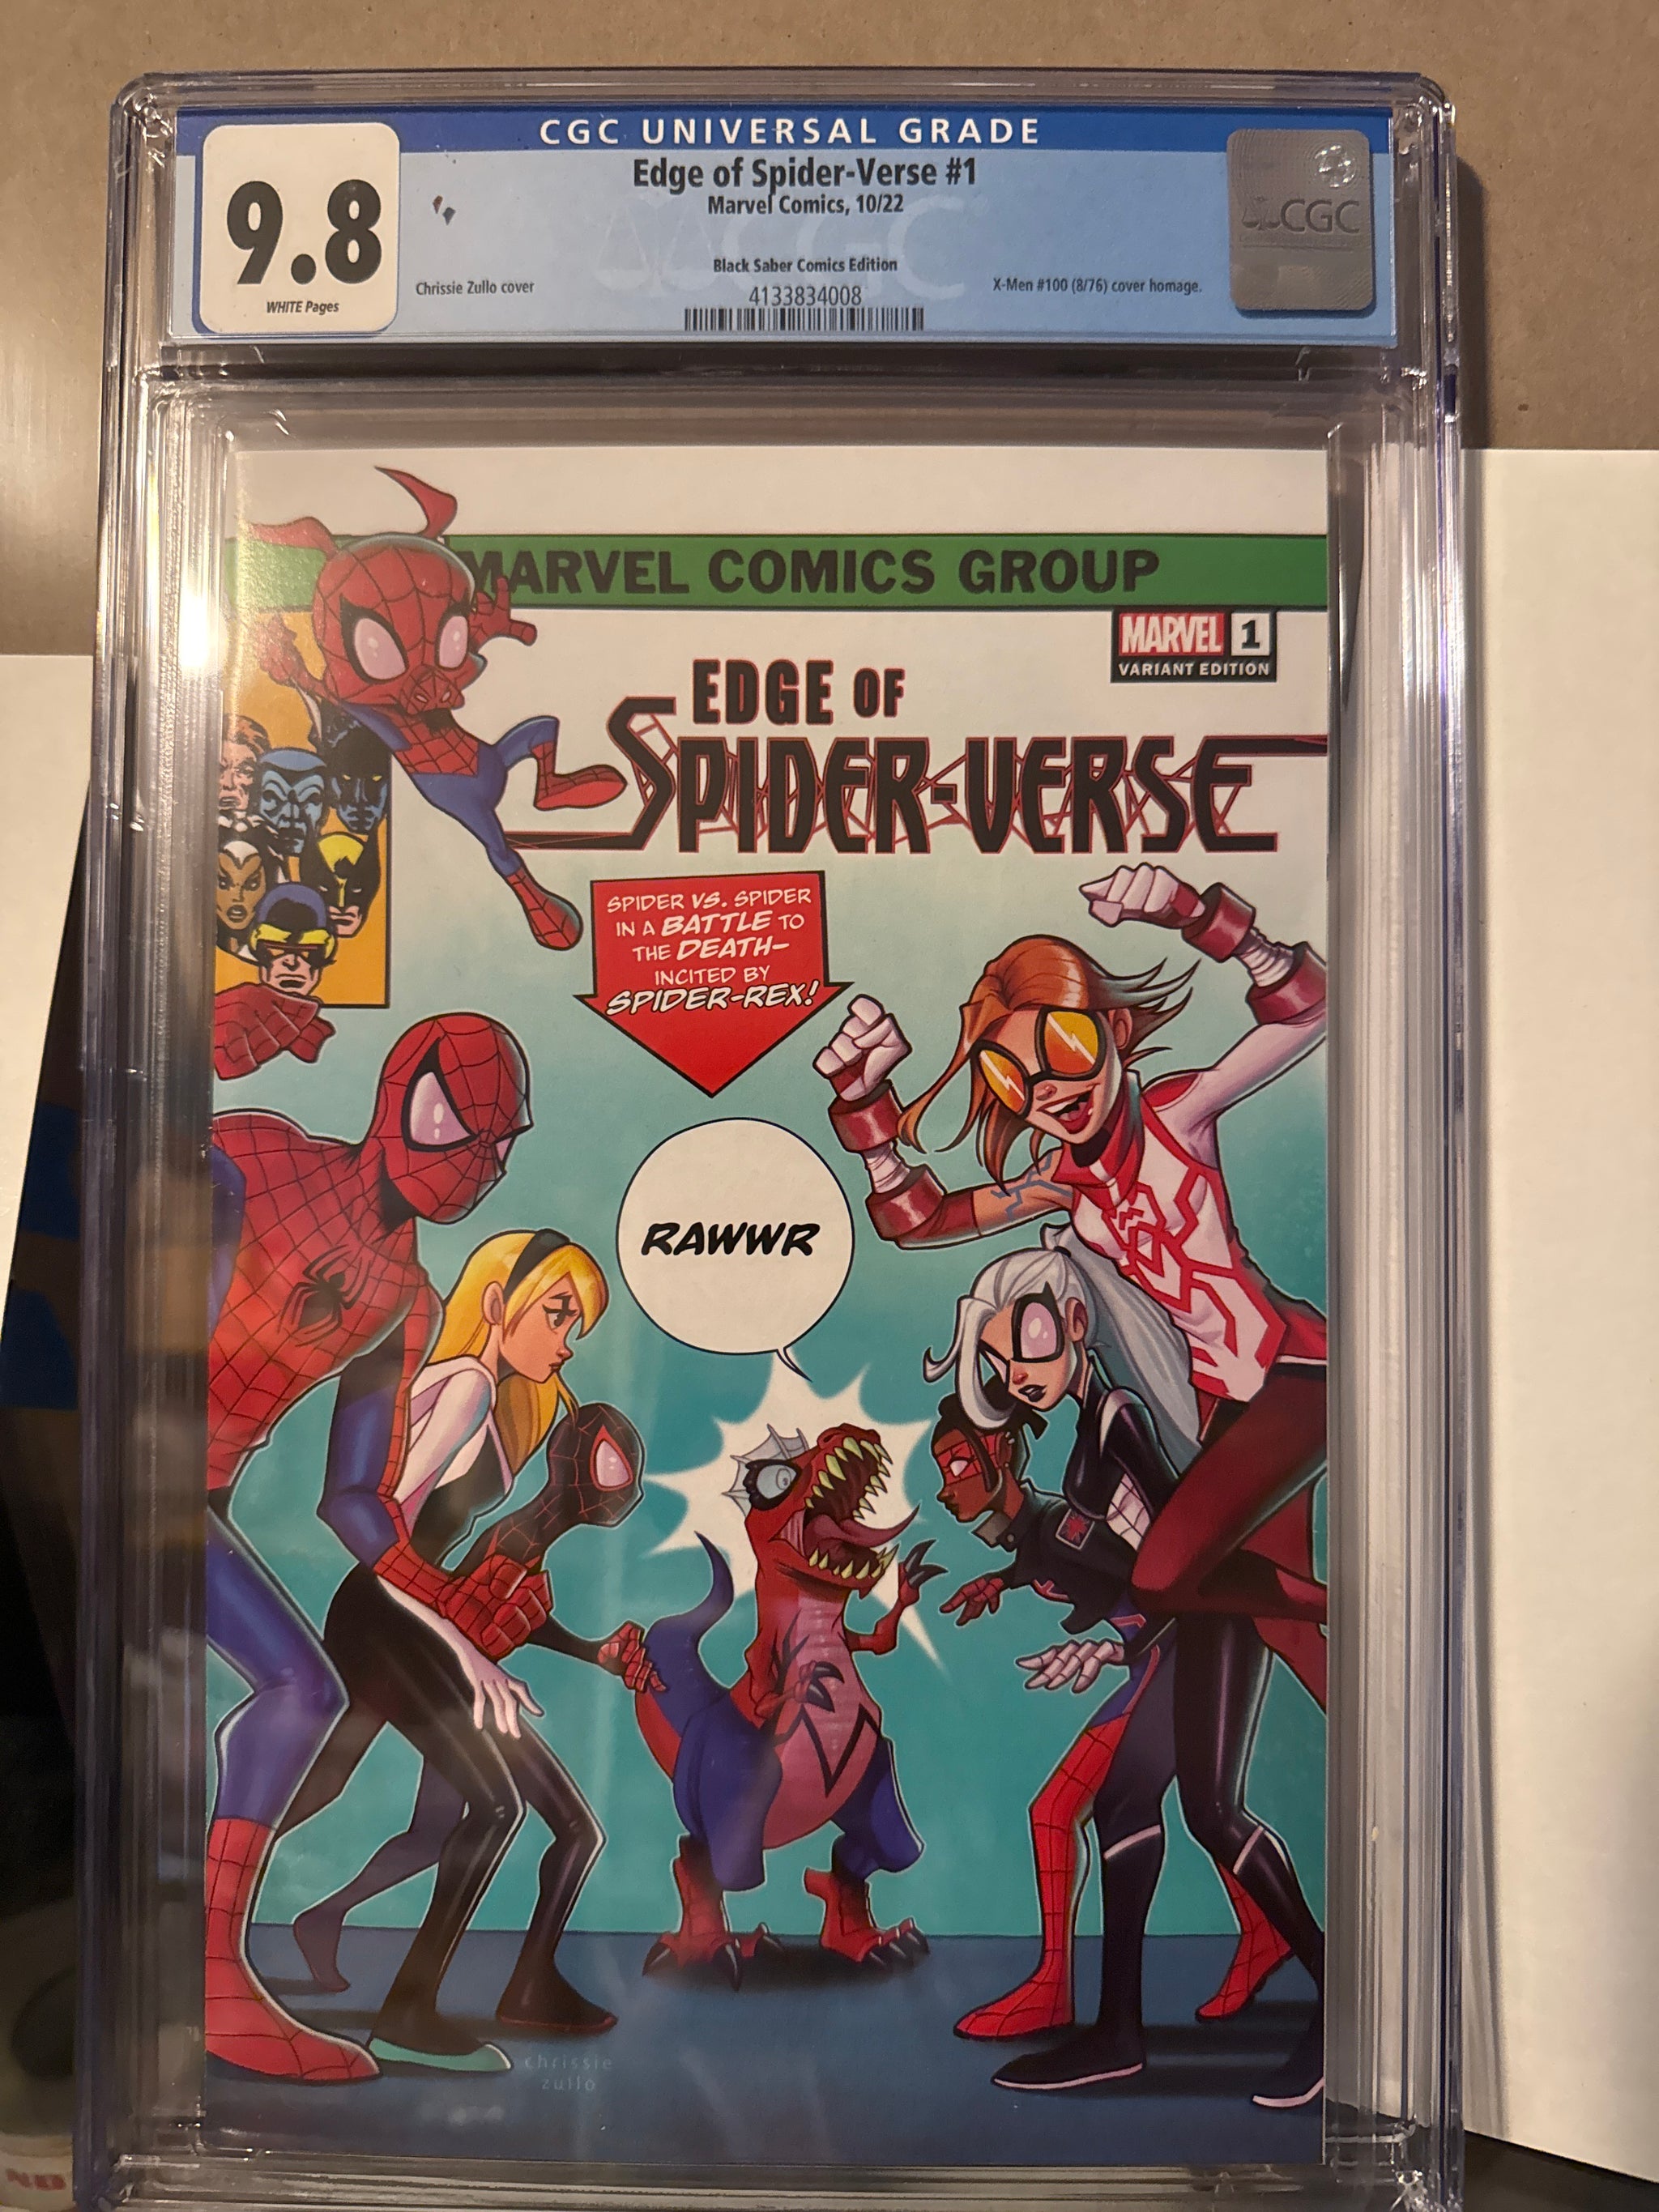 CGC UNIVERSAL GRADE
9.8
WHITE Pages
Edge of Spider-Verse #1
Marvel Comics, 10/22
Black Saber Comics Edition
Chrissie Zullo cover
4133834008
X-Men #100 (8/76) cover homage.
CGC
MARVEL COMICS GROUP
MARVEL 1
VARIANT EDITION
EDGE OF
SPIDER-VERSE
SPIDER VS. SPIDER
IN A BATTLE TO
THE DEATH-
INCITED BY
SPIDER-REX!
RAWWR
chrissie
zullo